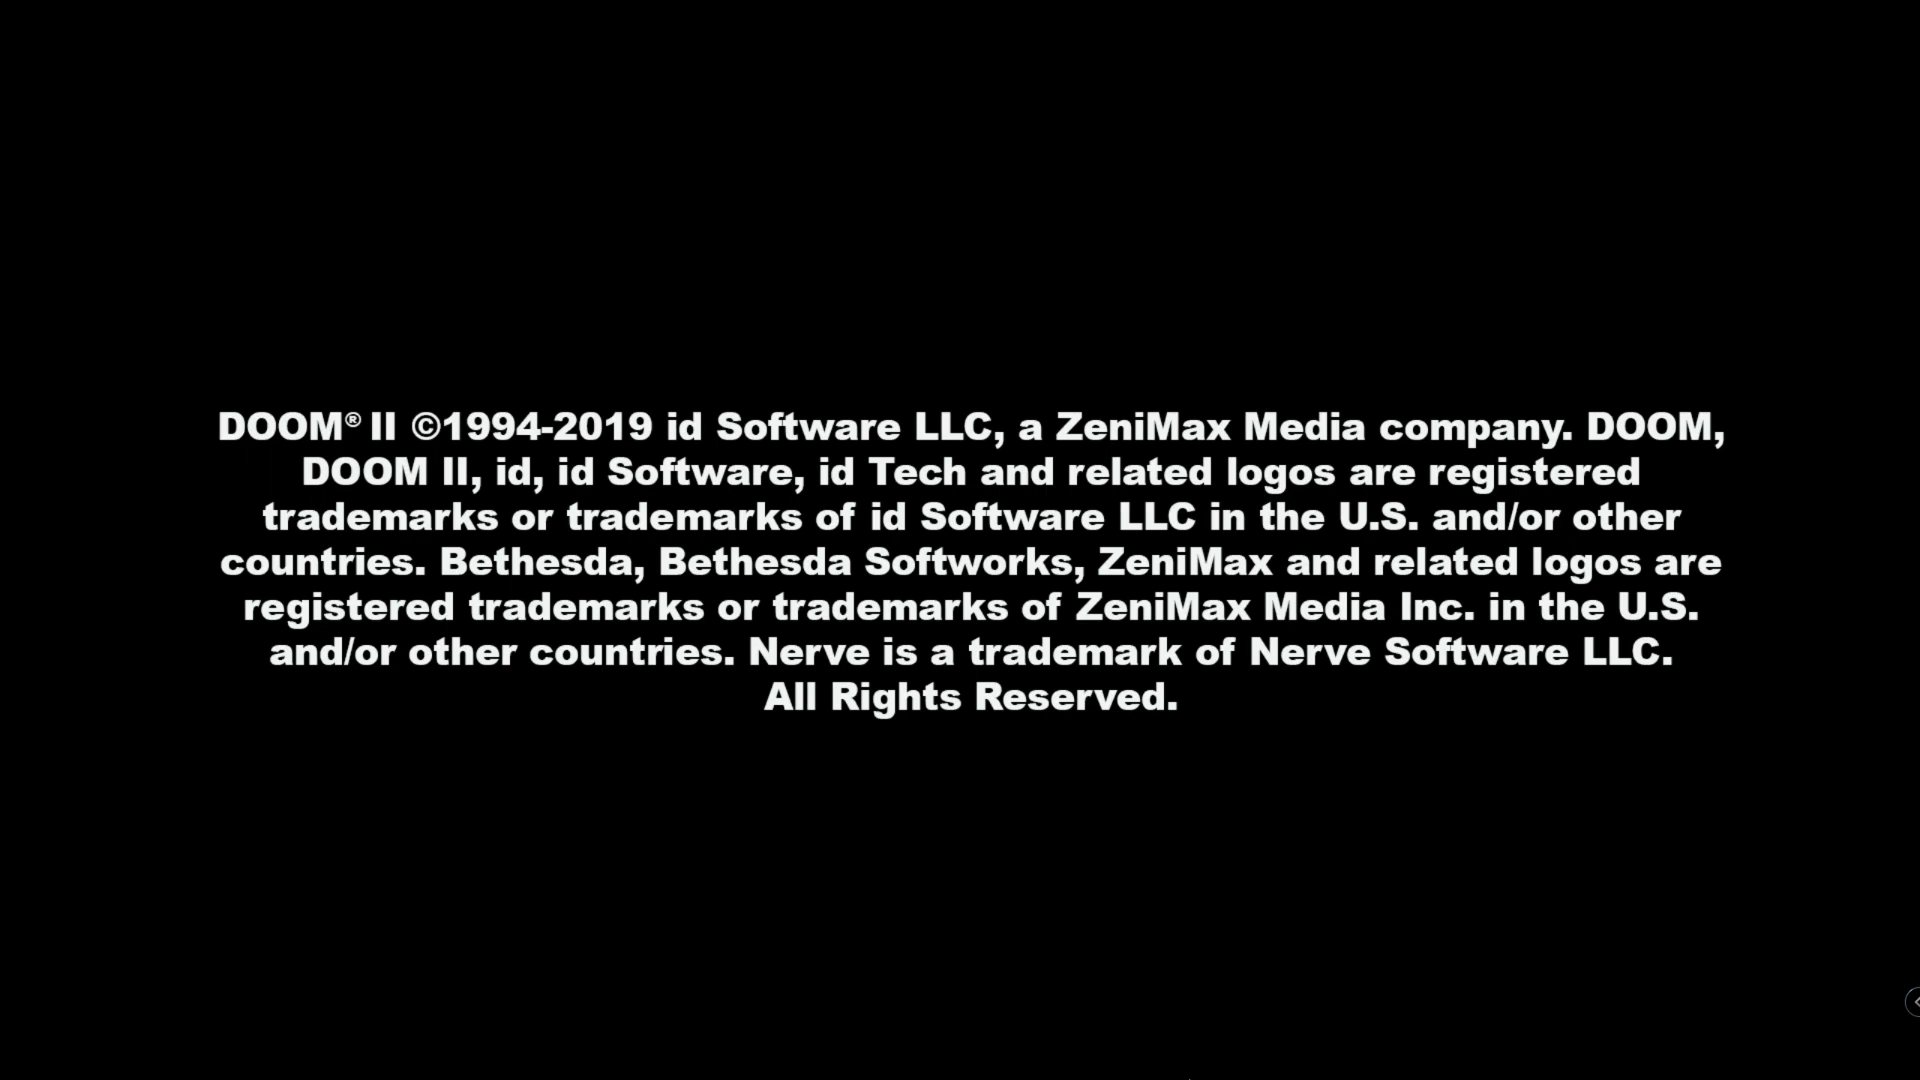 DOOM® II ©1994-2019 id Software LLC, a ZeniMax Media company. DOOM,
DOOM II, id, id Software, id Tech and related logos are registered
trademarks or trademarks of id Software LLC in the U.S. and/or other
countries. Bethesda, Bethesda Softworks, ZeniMax and related logos are
registered trademarks or trademarks of ZeniMax Media Inc. in the U.S.
and/or other countries. Nerve is a trademark of Nerve Software LLC.
All Rights Reserved.